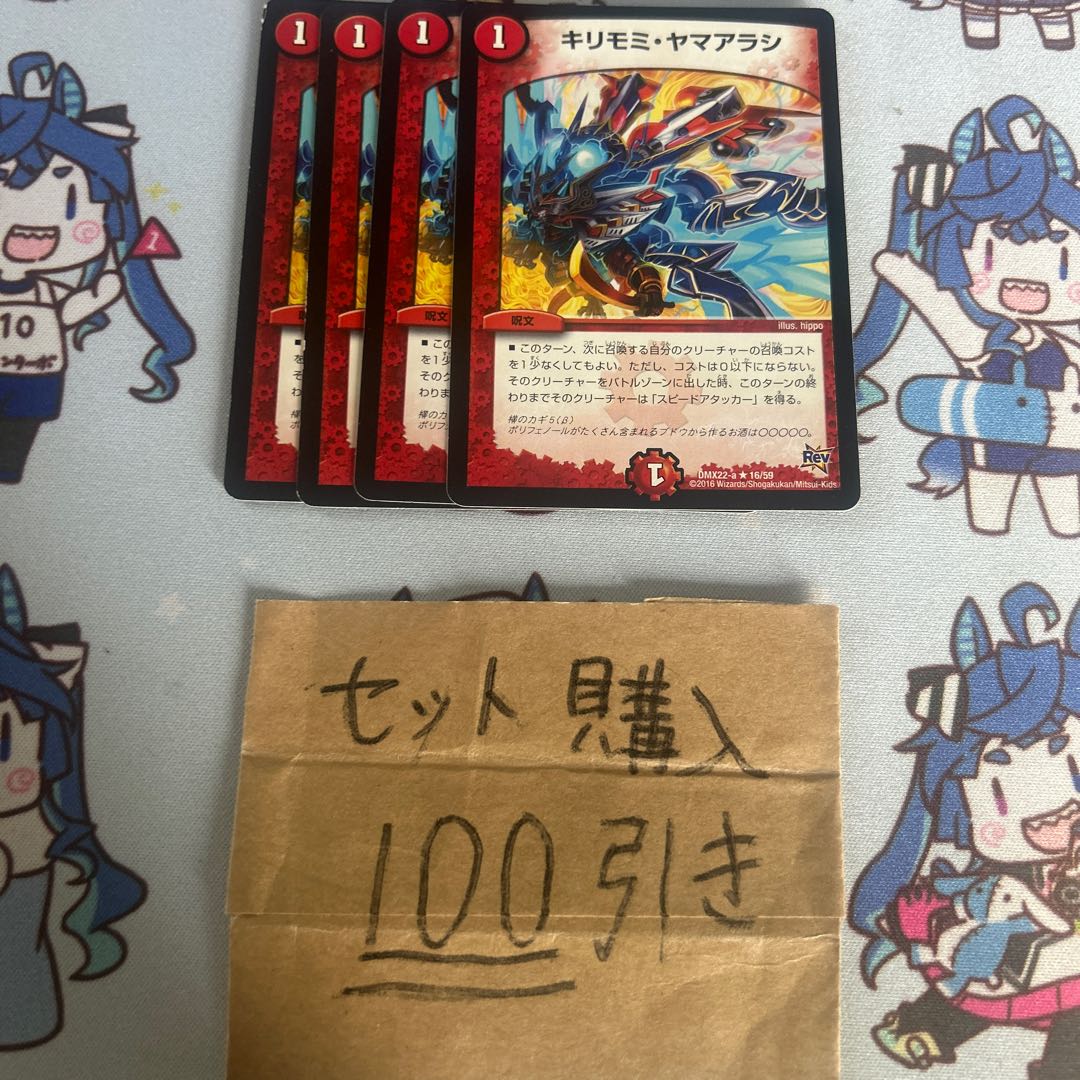 1
1
1
1 キリモミ・ヤマアラシ
illus. hippo
呪文
呪文
■このターン、次に召喚する自分のクリーチャーの召喚コスト
を1少なくしてもよい。ただし、コストは0以下にならない。
そのクリーチャーをバトルゾーンに出した時、このターンの終
わりまでそのクリーチャーは「スピードアタッカー」を得る。
裸のカギ5(β)
ポリフェノールがたくさん含まれるブドウから作るお酒は〇〇〇〇〇。
Rev
1
DMX22-a ★ 16/59
©2016 Wizards/Shogakukan/Mitsui-Kids
1
10
セット購入
100引き